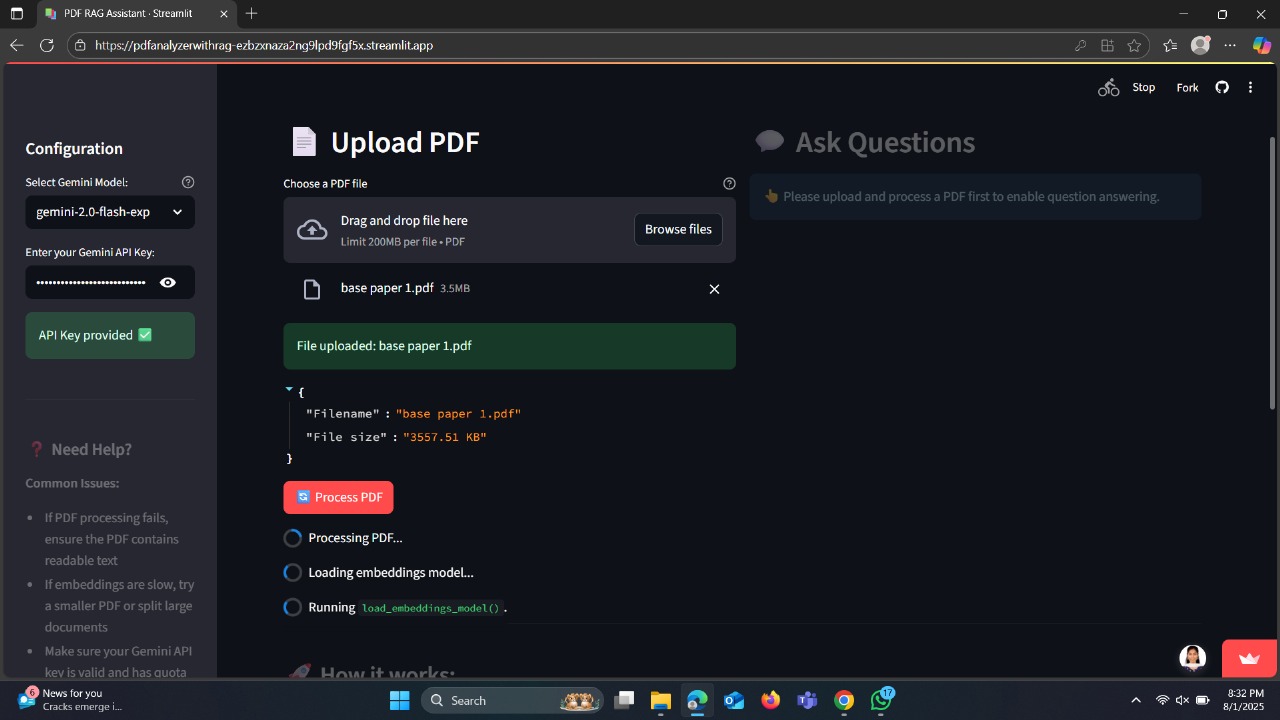 PDF RAG Assistant · Streamlit
https://pdfanalyzerwithrag-ezbzxnaza2ng9lpd9fgf5x.streamlit.app
Stop
Fork
Configuration
Select Gemini Model:
gemini-2.0-flash-exp
Enter your Gemini API Key:
API Key provided ✅
❓ Need Help?
Common Issues:
• If PDF processing fails,
ensure the PDF contains
readable text
• If embeddings are slow, try
a smaller PDF or split large
documents
• Make sure your Gemini API
key is valid and has quota
Upload PDF
Choose a PDF file
Drag and drop file here
Limit 200MB per file • PDF
Browse files
base paper 1.pdf 3.5MB
File uploaded: base paper 1.pdf
{
"Filename" : "base paper 1.pdf"
"File size" : "3557.51 KB"
}
Process PDF
Processing PDF...
Loading embeddings model...
Running load_embeddings_model() .
How it works:
Ask Questions
Please upload and process a PDF first to enable question answering.
6
News for you
Cracks emerge i...
Search
17
8:32 PM
8/1/2025